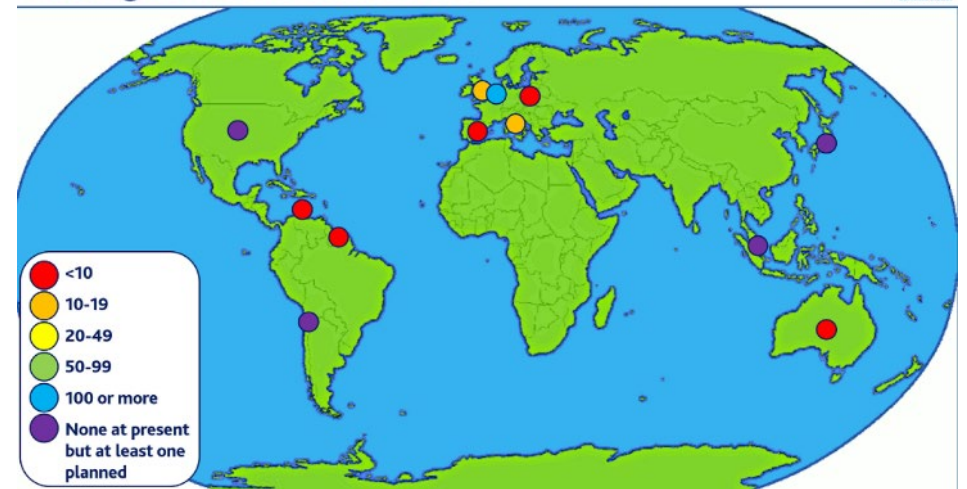 <10
10-19
20-49
50-99
100 or more
None at present
but at least one
planned